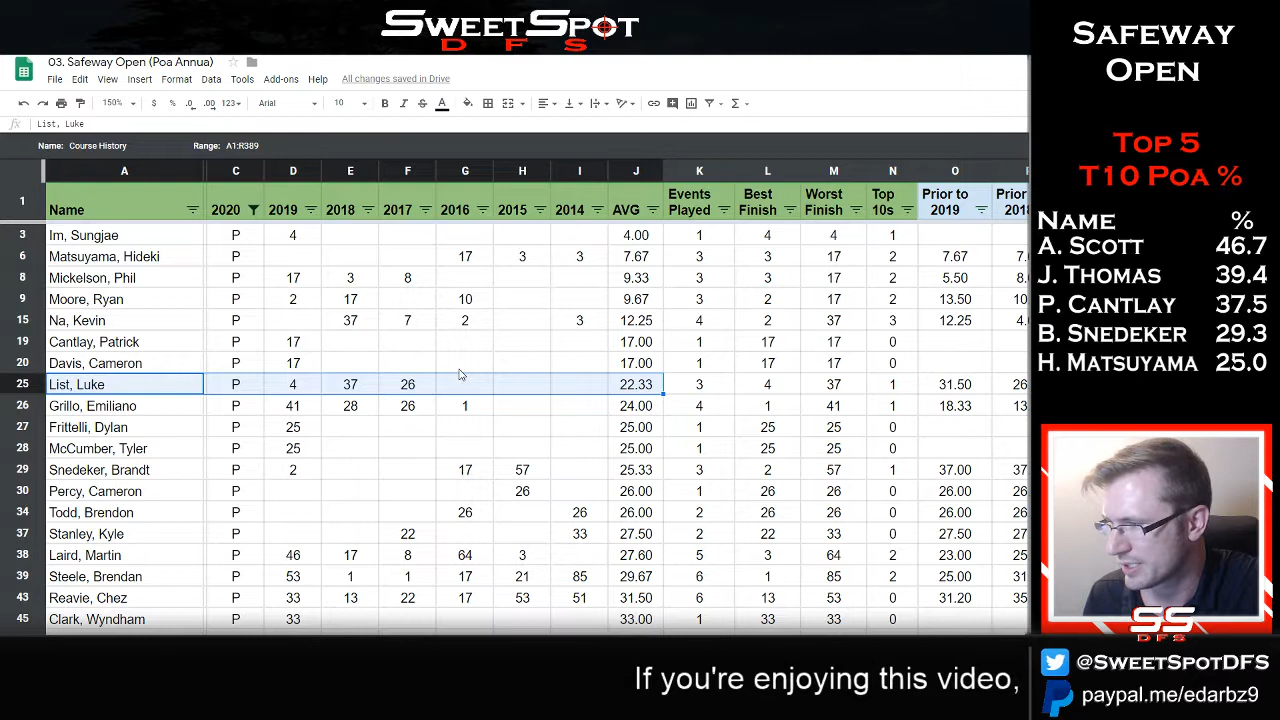 SweetSpot
DFS
03. Safeway Open (Poa Annua)
File Edit View Insert Format Data Tools Add-ons Help All changes saved in Drive
150% $ % .0 .00 123 Arial 10 B I S A
fx List, Luke
Name: Course History Range: A1:R389
A C D E F G H I J K L M N O
1 Name 2020 2019 2018 2017 2016 2015 2014 AVG Events Played Best Finish Worst Finish Top 10s Prior to 2019
3 Im, Sungjae P 4 4.00 1 4 4 1
6 Matsuyama, Hideki P 17 3 3 7.67 3 3 17 2 7.67
8 Mickelson, Phil P 17 3 8 9.33 3 3 17 2 5.50
9 Moore, Ryan P 2 17 10 9.67 3 2 17 2 13.50
15 Na, Kevin P 37 7 2 3 12.25 4 2 37 3 12.25
19 Cantlay, Patrick P 17 17.00 1 17 17 0
20 Davis, Cameron P 17 17.00 1 17 17 0
25 List, Luke P 4 37 26 22.33 3 4 37 1 31.50
26 Grillo, Emiliano P 41 28 26 1 24.00 4 1 41 1 18.33
27 Frittelli, Dylan P 25 25.00 1 25 25 0
28 McCumber, Tyler P 25 25.00 1 25 25 0
29 Snedeker, Brandt P 2 17 57 25.33 3 2 57 1 37.00
30 Percy, Cameron P 26 26.00 1 26 26 0 26.00
34 Todd, Brendon P 26 26 26.00 2 26 26 0 26.00
37 Stanley, Kyle P 22 33 27.50 2 22 33 0 27.50
38 Laird, Martin P 46 17 8 64 3 27.60 5 3 64 2 23.00
39 Steele, Brendan P 53 1 1 17 21 85 29.67 6 1 85 2 25.00
43 Reavie, Chez P 33 13 22 17 53 51 31.50 6 13 53 0 31.20
45 Clark, Wyndham P 33 33.00 1 33 33 0
Safeway
Open
Top 5
T10 Poa %
Name %
A. Scott 46.7
J. Thomas 39.4
P. Cantlay 37.5
B. Snedeker 29.3
H. Matsuyama 25.0
SS
DFS
@SweetSpotDFS
paypal.me/edarbz9
If you're enjoying this video,